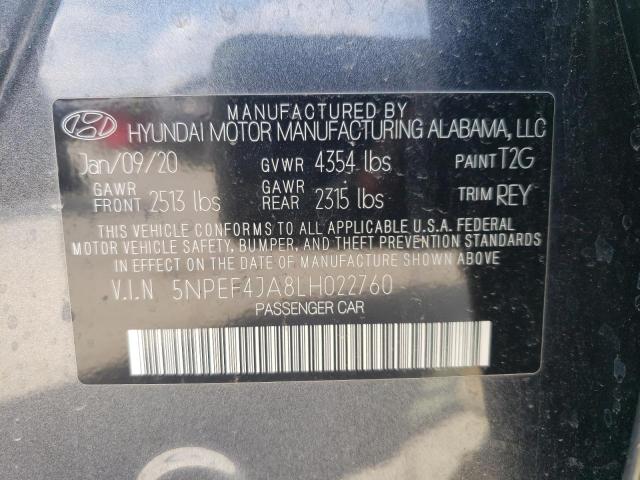 MANUFACTURED BY
HYUNDAI MOTOR MANUFACTURING ALABAMA, LLC
Jan/09/20 GVWR 4354 lbs PAINT T2G
GAWR FRONT 2513 lbs GAWR REAR 2315 lbs TRIM REY
THIS VEHICLE CONFORMS TO ALL APPLICABLE U.S.A. FEDERAL
MOTOR VEHICLE SAFETY, BUMPER, AND THEFT PREVENTION STANDARDS
IN EFFECT ON THE DATE OF MANUFACTURE SHOWN ABOVE.
V.I.N 5NPEF4JA8LH022760
PASSENGER CAR